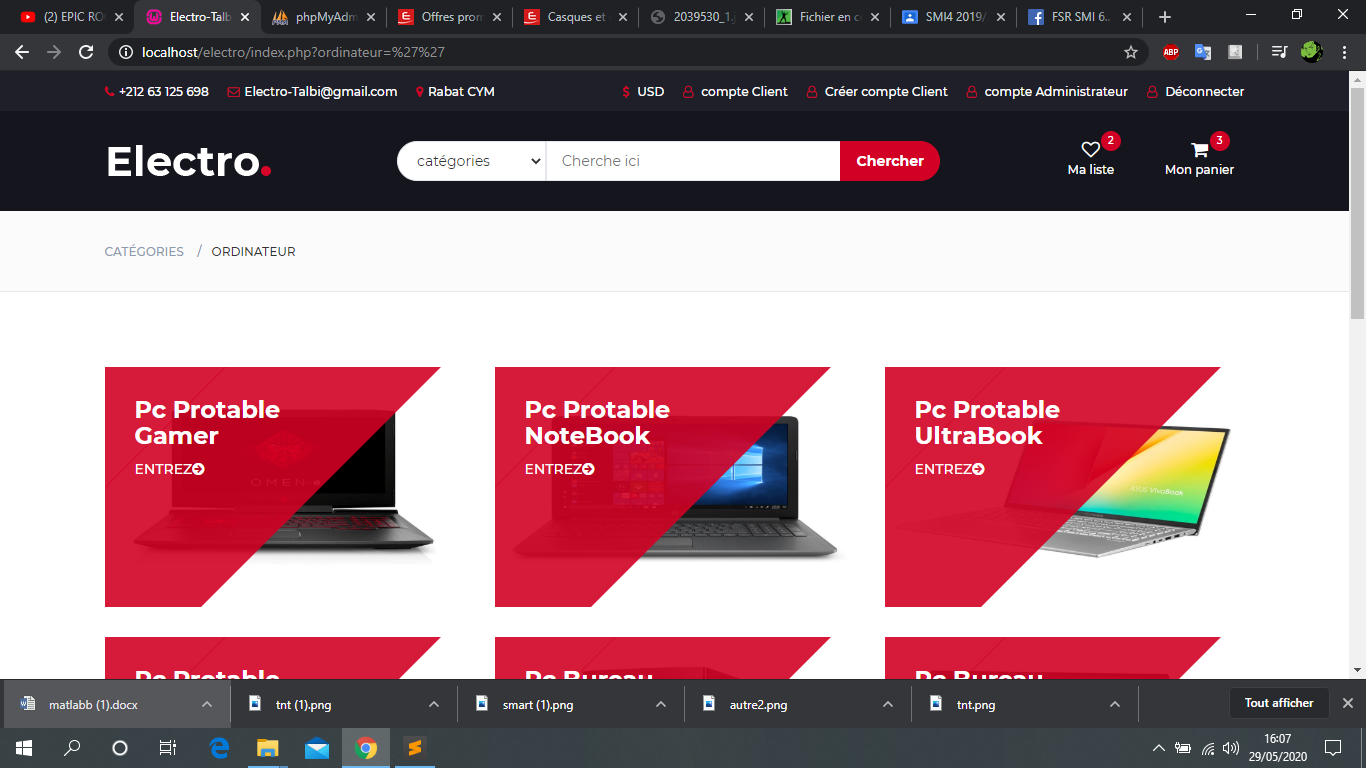 (2) EPIC RO
Electro-Talb
phpMyAdm
Offres pron
Casques et
2039530_1.j
Fichier en c
SMI4 2019/
FSR SMI 6..
localhost/electro/index.php?ordinateur=%27%27
ABP
+212 63 125 698
Electro-Talbi@gmail.com
Rabat CYM
$ USD
compte Client
Créer compte Client
compte Administrateur
Déconnecter
Electro.
catégories
Cherche ici
Chercher
2
Ma liste
3
Mon panier
CATÉGORIES / ORDINATEUR
Pc Protable
Gamer
ENTREZ
OMEN
Pc Protable
NoteBook
ENTREZ
Pc Protable
UltraBook
ENTREZ
ASUS VivoBook
Pc Protable
Pc Bureau
Pc Bureau
matlabb (1).docx
tnt (1).png
smart (1).png
autre2.png
tnt.png
Tout afficher
16:07
29/05/2020